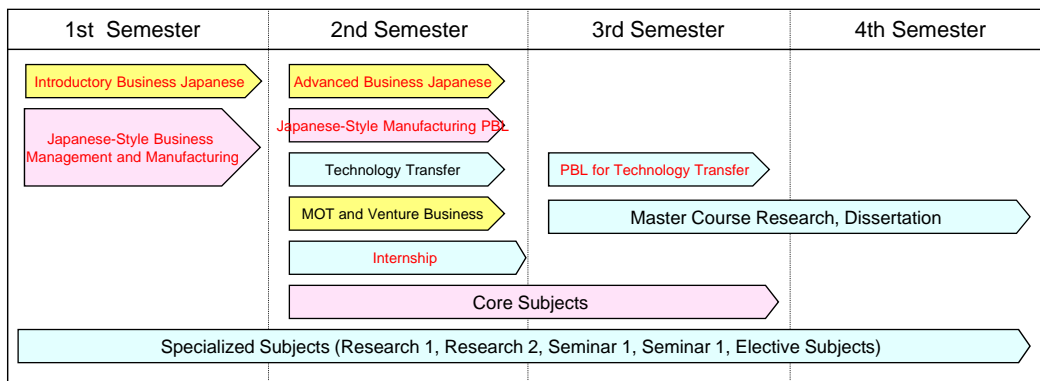 1st Semester
2nd Semester
3rd Semester
4th Semester
Introductory Business Japanese
Advanced Business Japanese
Japanese-Style Business
Management and Manufacturing
Japanese-Style Manufacturing PBL
Technology Transfer
PBL for Technology Transfer
MOT and Venture Business
Master Course Research, Dissertation
Internship
Core Subjects
Specialized Subjects (Research 1, Research 2, Seminar 1, Seminar 1, Elective Subjects)